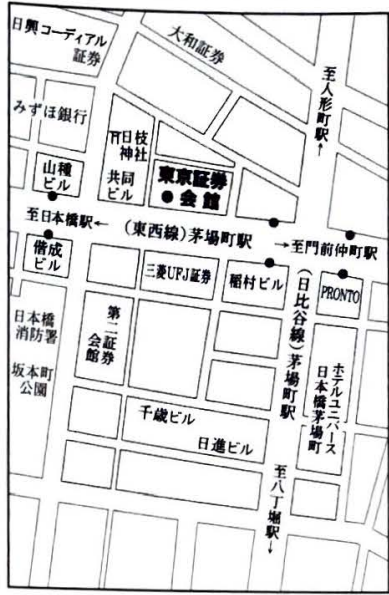 日興コーディアル
証券
大和証券
至人形町駅→
みずほ銀行
日枝
神社
共同
ビル
東京証券
会館
山種
ビル
至日本橋駅←
(東西線)茅場町駅
→至門前仲町駅
偕成
ビル
三菱UFJ証券
稲村ビル
(日比谷線)茅場町駅
PRONTO
日本橋
消防署
坂本町
公園
第二証券
会館
ホテルユニバース
日本橋茅場町
千歳ビル
日進ビル
至八丁堀駅→